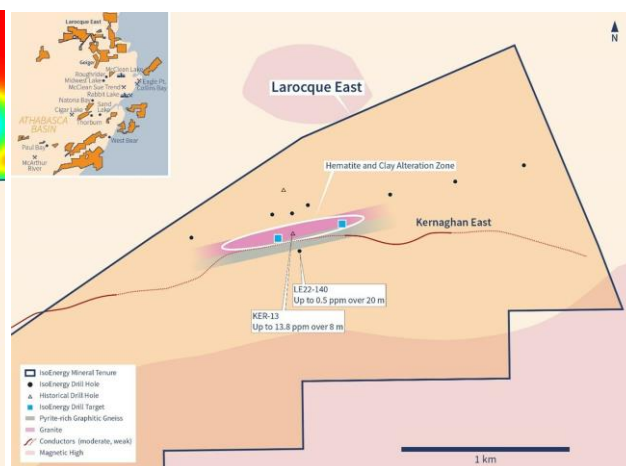 Larocque East
Geiger
McClean Lake
Roughrider
Midwest Lake
McClean Sue Trend
Eagle Pt.
Collins Bay
Rabbit Lake
Natona Bay
Sand
Lake
Cigar Lake
Thorburn
ATHABASCA
BASIN
West Bear
Paul Bay
McArthur
River
N
Larocque East
Hematite and Clay Alteration Zone
Kernaghan East
LE22-140
Up to 0.5 ppm over 20 m
KER-13
Up to 13.8 ppm over 8 m
IsoEnergy Mineral Tenure
IsoEnergy Drill Hole
Historical Drill Hole
IsoEnergy Drill Target
Pyrite-rich Graphitic Gneiss
Granite
Conductors (moderate, weak)
Magnetic High
1 km